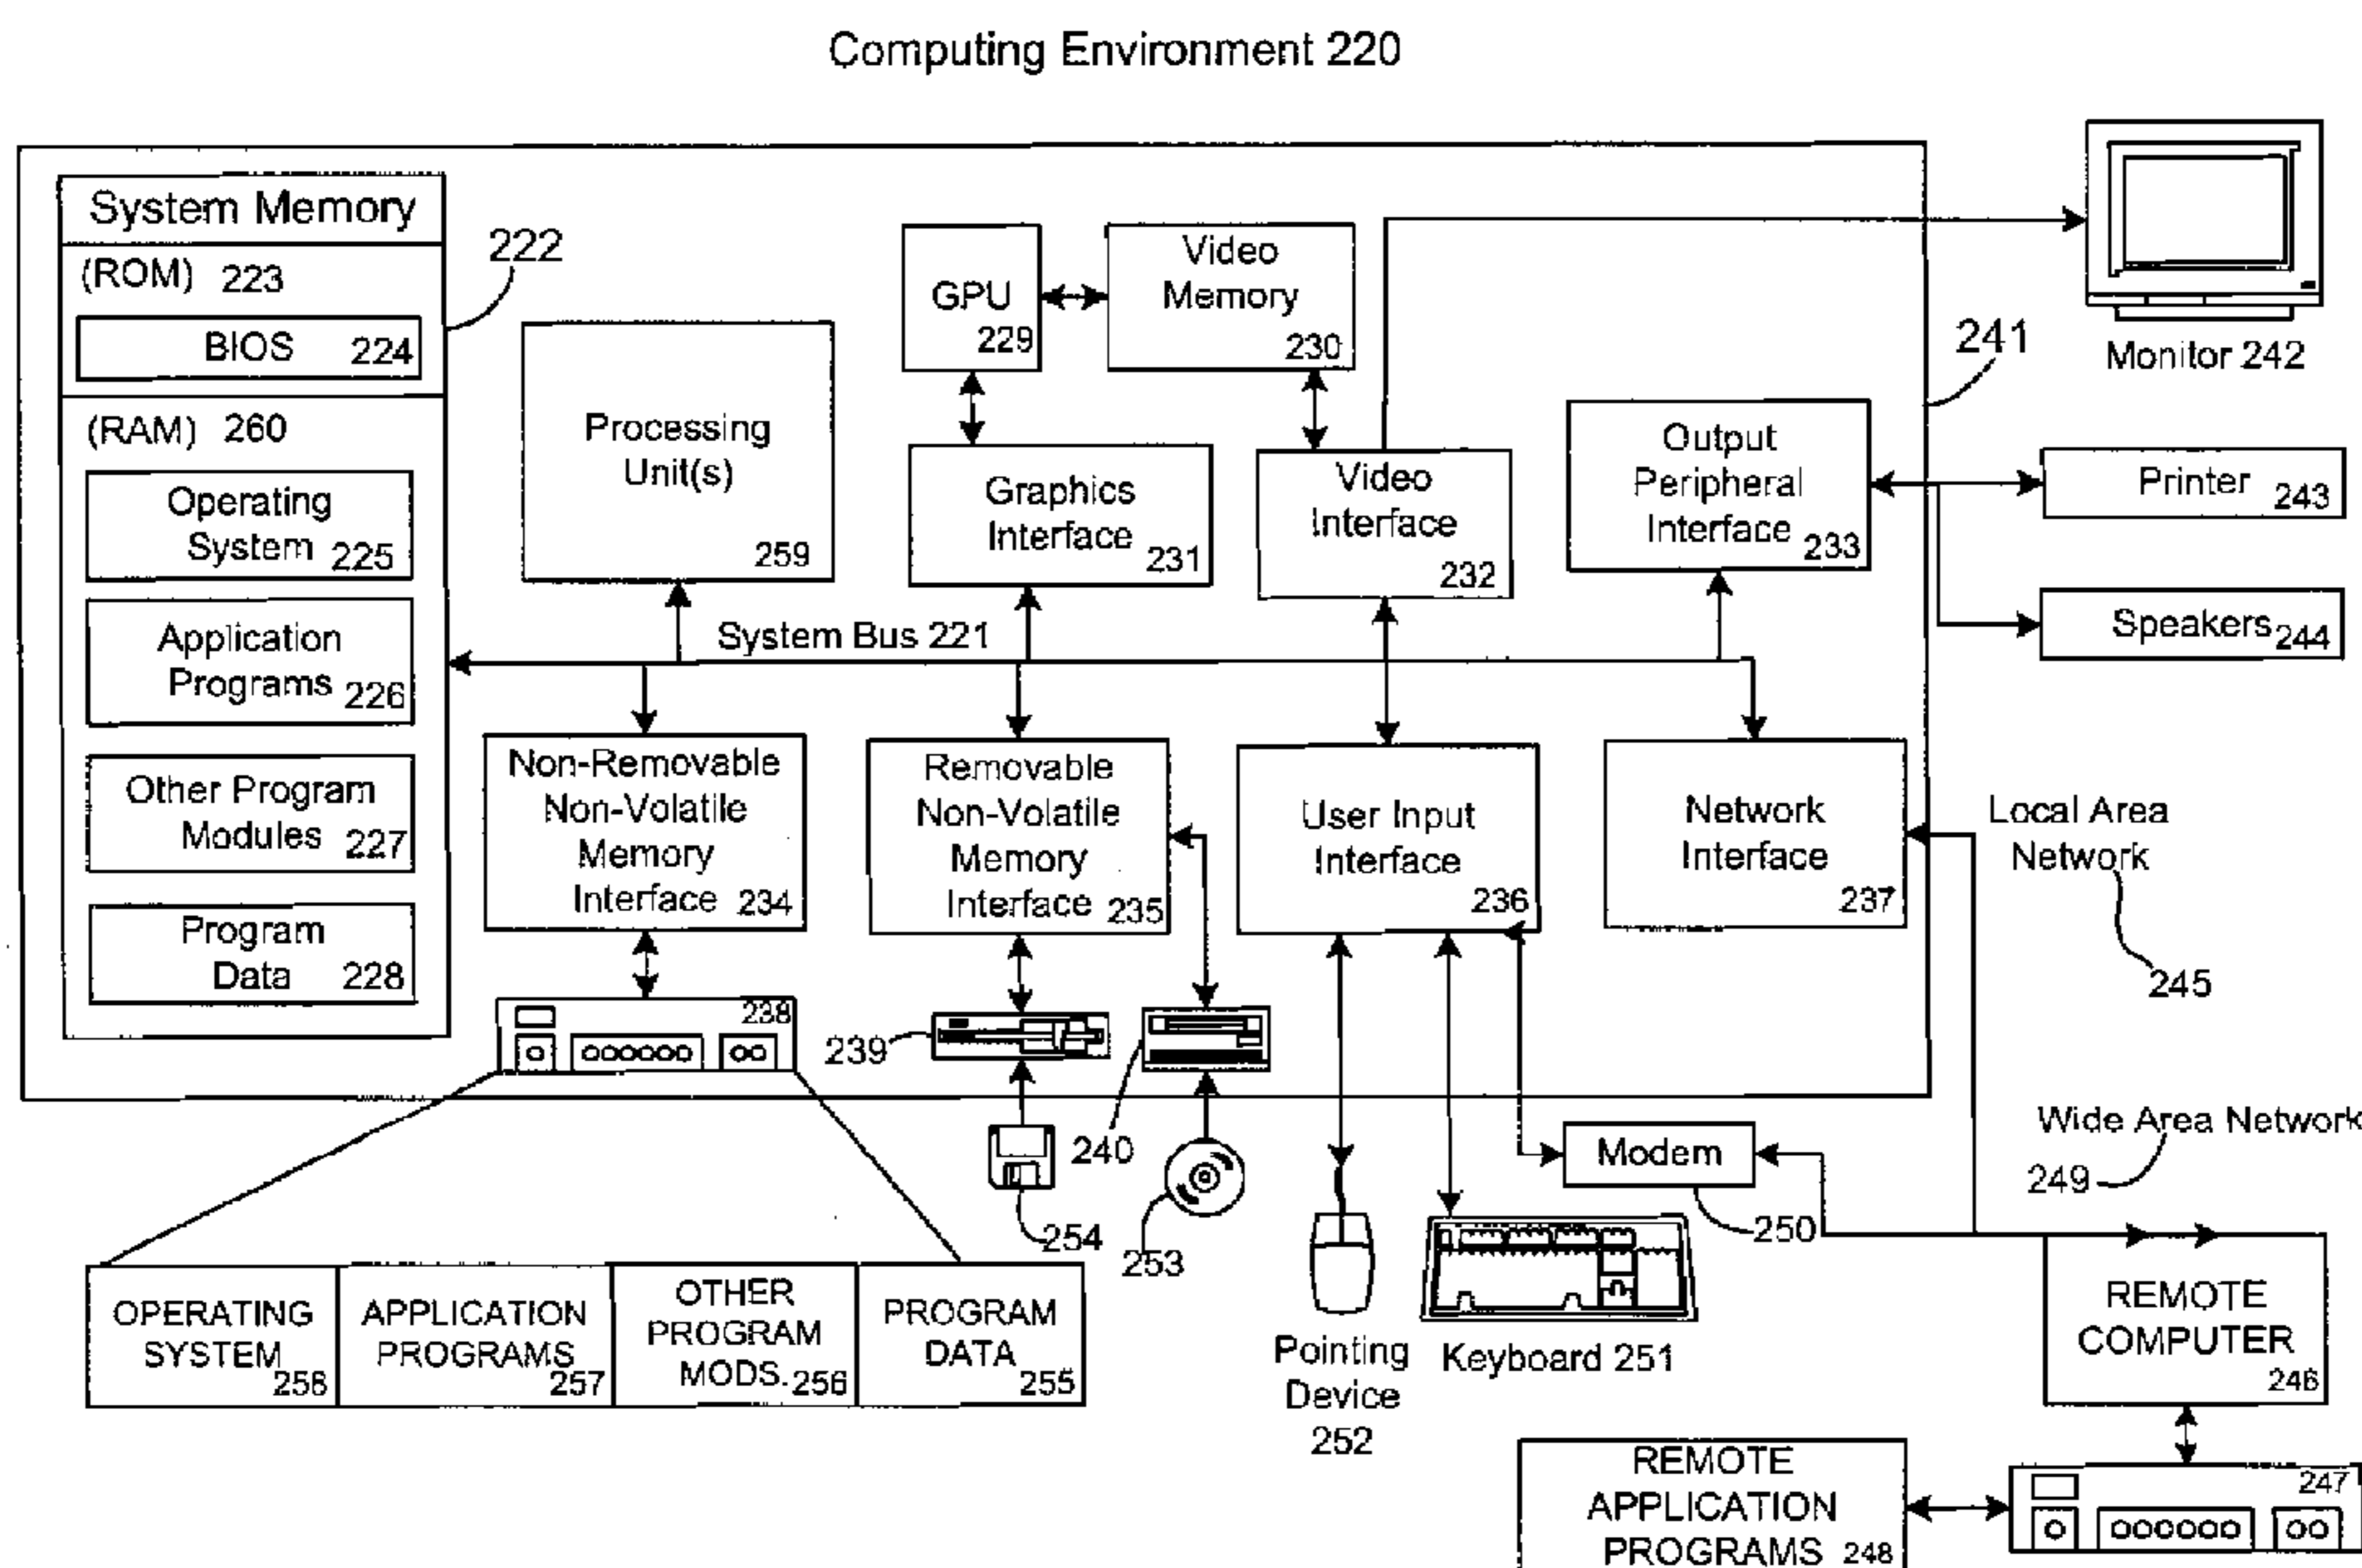 Computing Environment 220
System Memory
(ROM) 223
BIOS 224
222
(RAM) 260
Operating
System 225
Application
Programs 226
Other Program
Modules 227
Program
Data 228
Processing
Unit(s)
259
GPU
229
Video
Memory
230
Graphics
Interface 231
Video
Interface
232
Output
Peripheral
Interface 233
241
Monitor 242
Printer 243
Speakers 244
System Bus 221
Non-Removable
Non-Volatile
Memory
Interface 234
Removable
Non-Volatile
Memory
Interface 235
User Input
Interface
236
Network
Interface
237
Local Area
Network
245
238
239
240
254
253
Modem
250
Wide Area Network
249
OPERATING
SYSTEM
258
APPLICATION
PROGRAMS
257
OTHER
PROGRAM
MODS. 256
PROGRAM
DATA
255
Pointing
Device
252
Keyboard 251
REMOTE
COMPUTER
246
247
REMOTE
APPLICATION
PROGRAMS 248